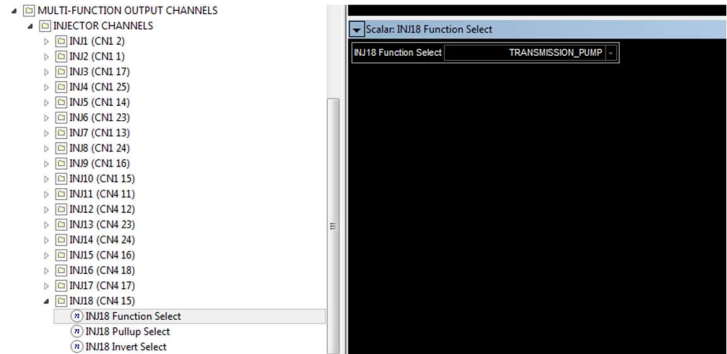 MULTI-FUNCTION OUTPUT CHANNELS
INJECTOR CHANNELS
INJ1 (CN1 2)
INJ2 (CN1 1)
INJ3 (CN1 17)
INJ4 (CN1 25)
INJ5 (CN1 14)
INJ6 (CN1 23)
INJ7 (CN1 13)
INJ8 (CN1 24)
INJ9 (CN1 16)
INJ10 (CN1 15)
INJ11 (CN4 11)
INJ12 (CN4 12)
INJ13 (CN4 23)
INJ14 (CN4 24)
INJ15 (CN4 16)
INJ16 (CN4 18)
INJ17 (CN4 17)
INJ18 (CN4 15)
n INJ18 Function Select
n INJ18 Pullup Select
n INJ18 Invert Select
Scalar: INJ18 Function Select
INJ18 Function Select TRANSMISSION_PUMP